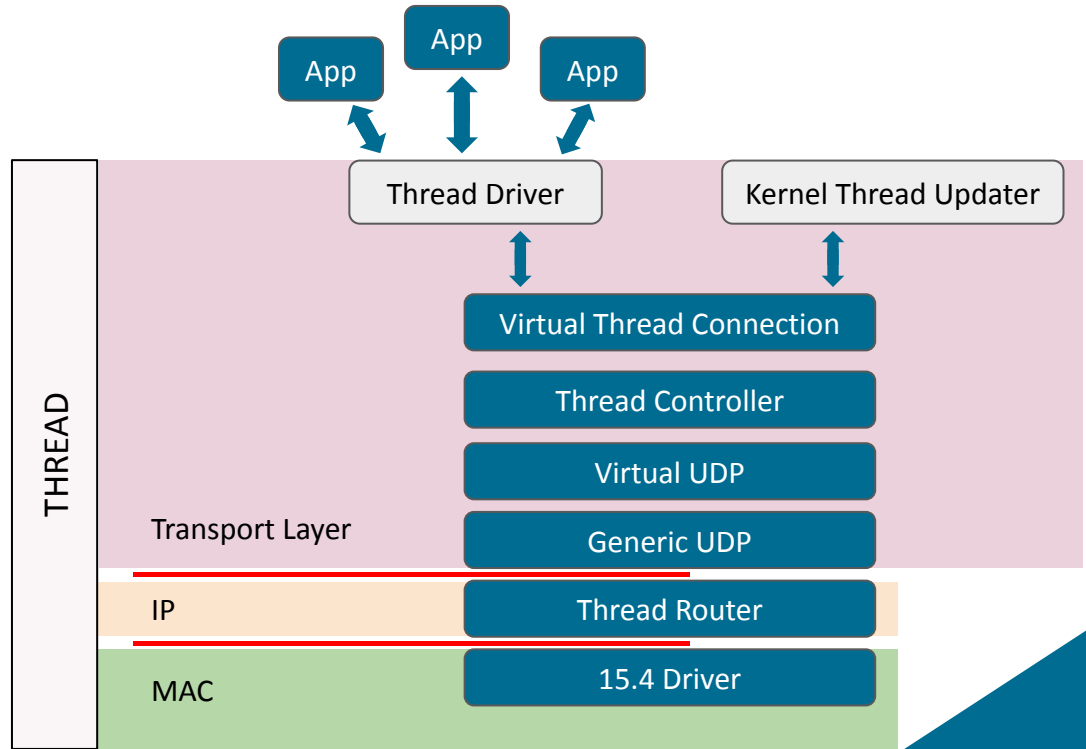 App
App
App
Thread Driver
Kernel Thread Updater
Virtual Thread Connection
Thread Controller
Virtual UDP
Generic UDP
Thread Router
15.4 Driver
THREAD
Transport Layer
IP
MAC